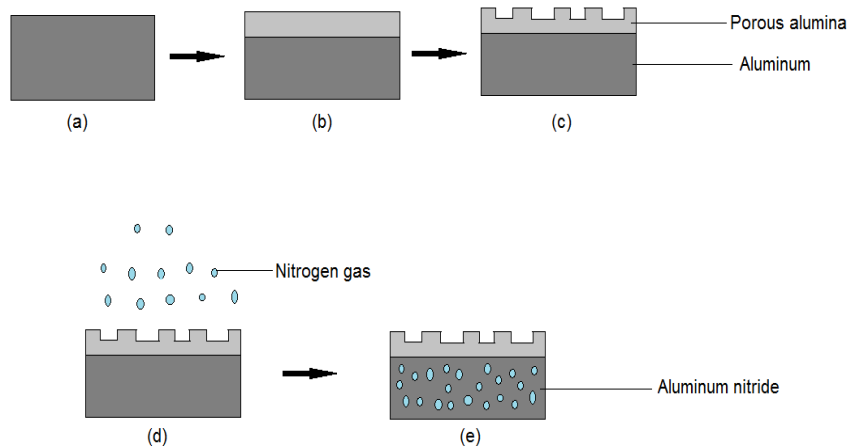 Porous alumina
Aluminum
(a)
(b)
(c)
Nitrogen gas
Aluminum nitride
(d)
(e)